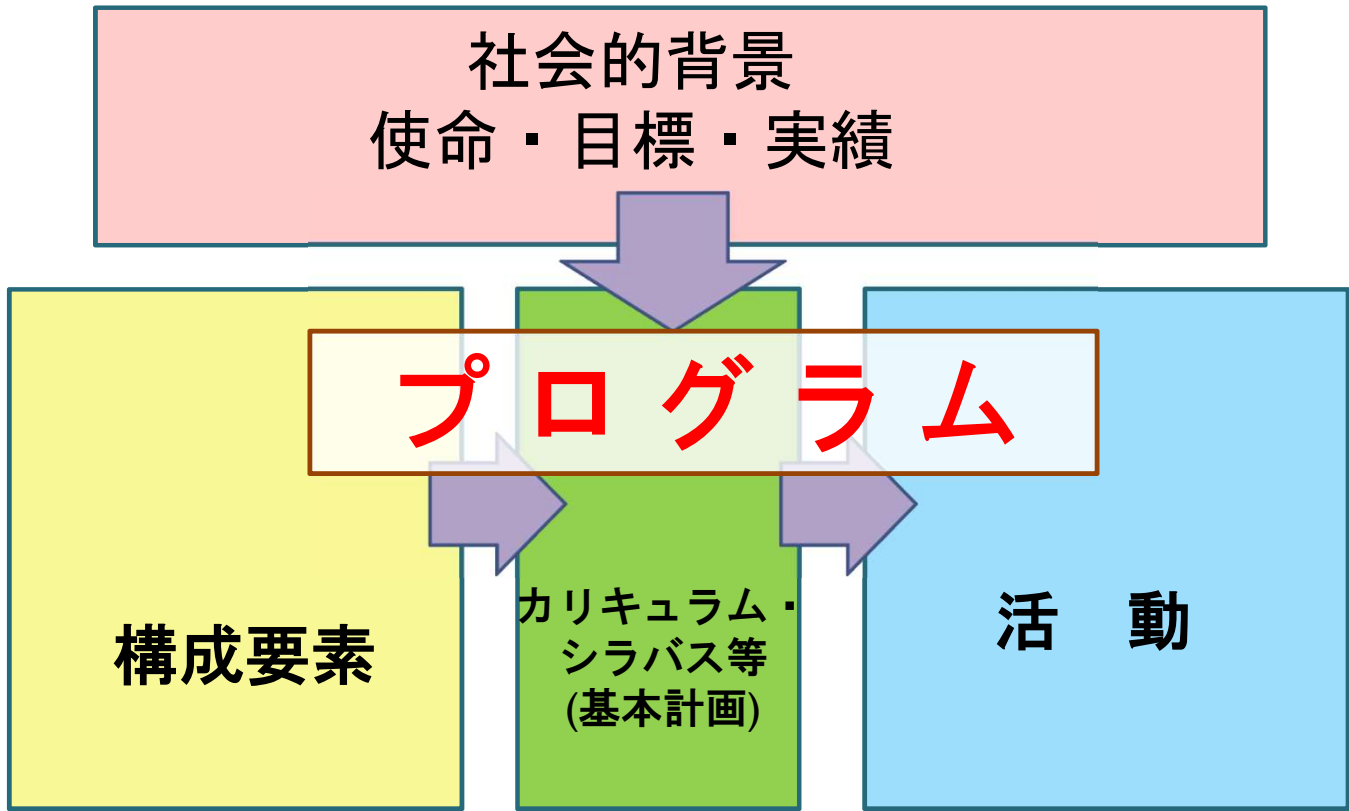 社会的背景
使命・目標・実績
プログラム
構成要素
カリキュラム・
シラバス等
(基本計画)
活　動